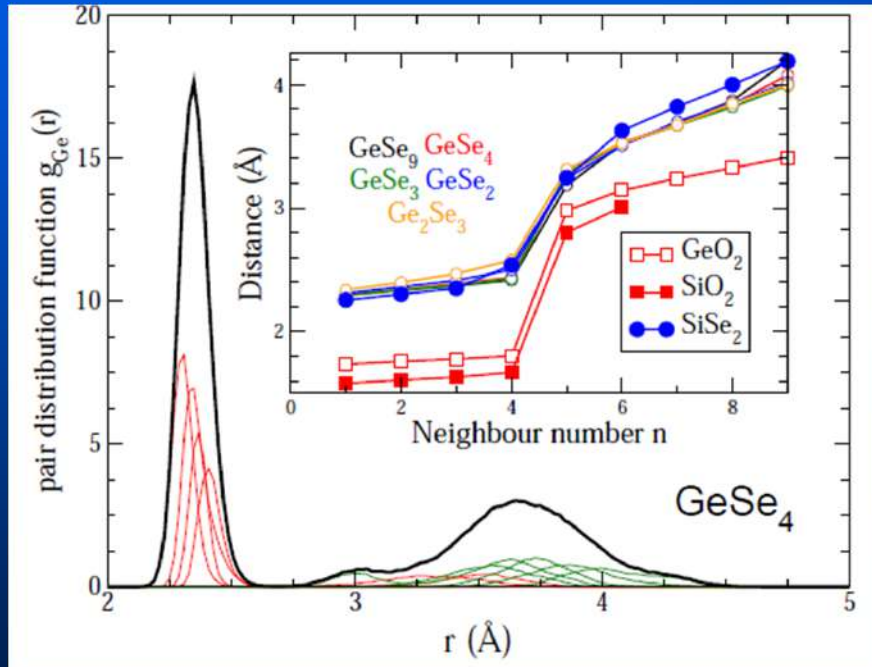 20
15
10
5
0
pair distribution function g_Ge(r)
2
3
4
5
r (Å)
GeSe₄
4
3
2
Distance (Å)
0
2
4
6
8
Neighbour number n
GeSe₉ GeSe₄
GeSe₃ GeSe₂
Ge₂Se₃
GeO₂
SiO₂
SiSe₂